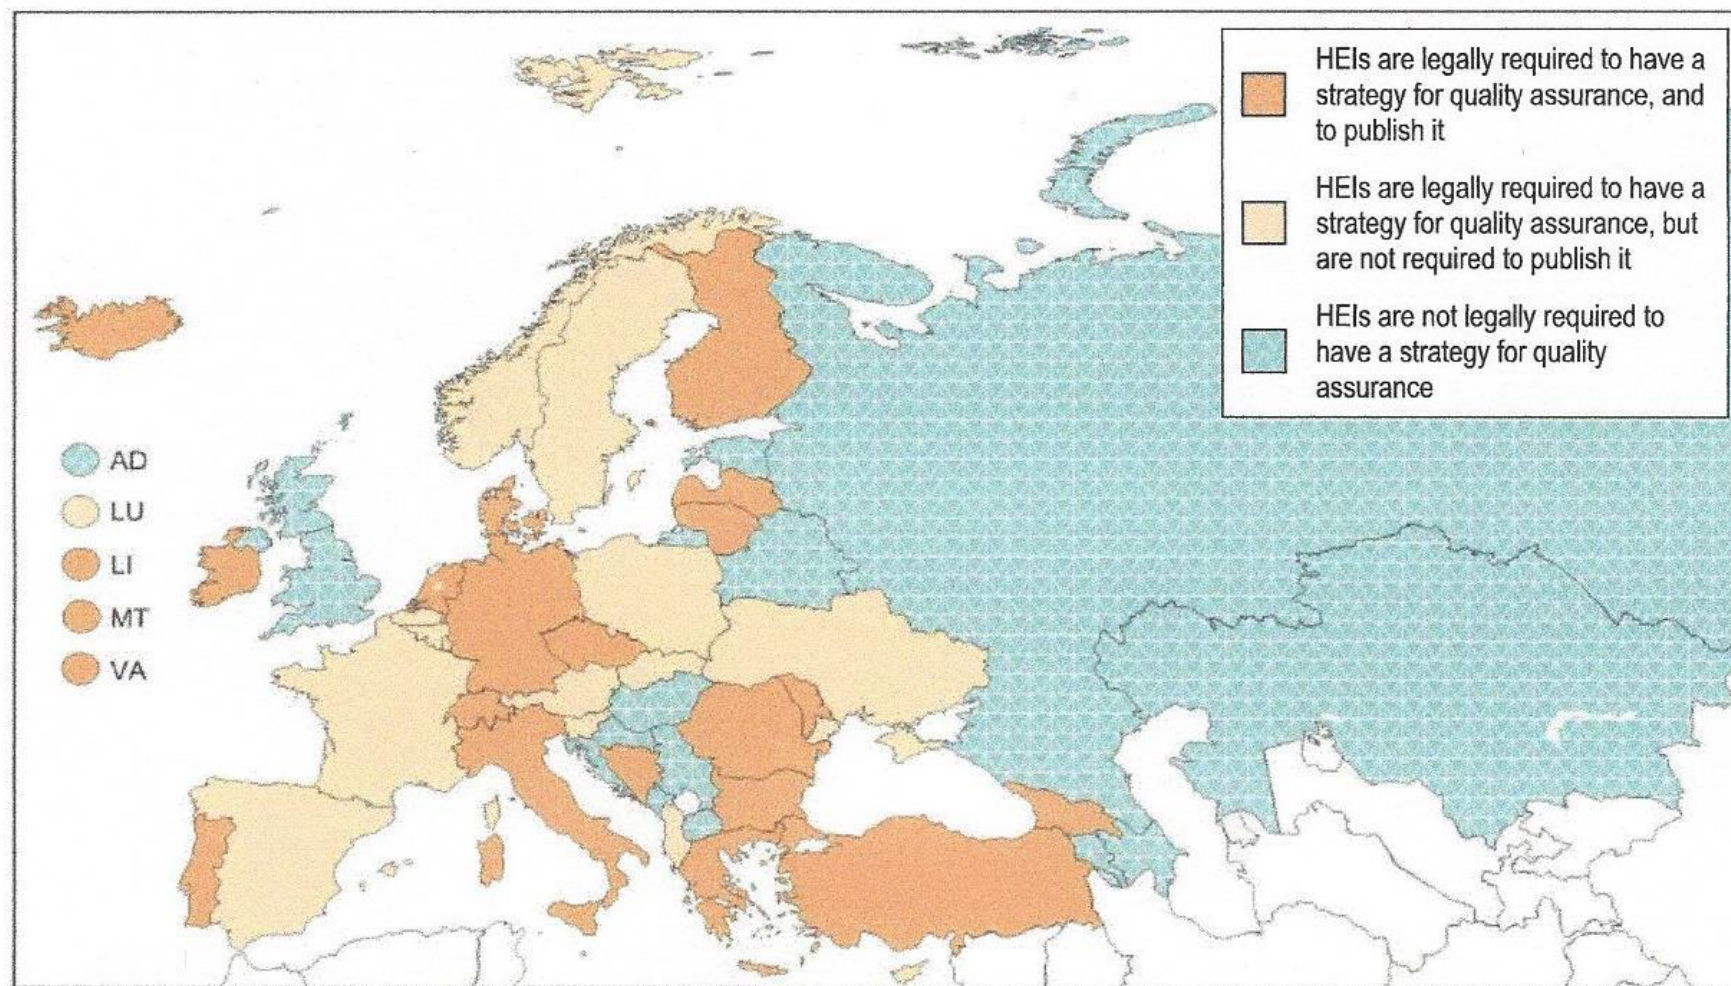 HEIs are legally required to have a
strategy for quality assurance, and
to publish it
HEIs are legally required to have a
strategy for quality assurance, but
are not required to publish it
HEIs are not legally required to
have a strategy for quality
assurance
AD
LU
LI
MT
VA